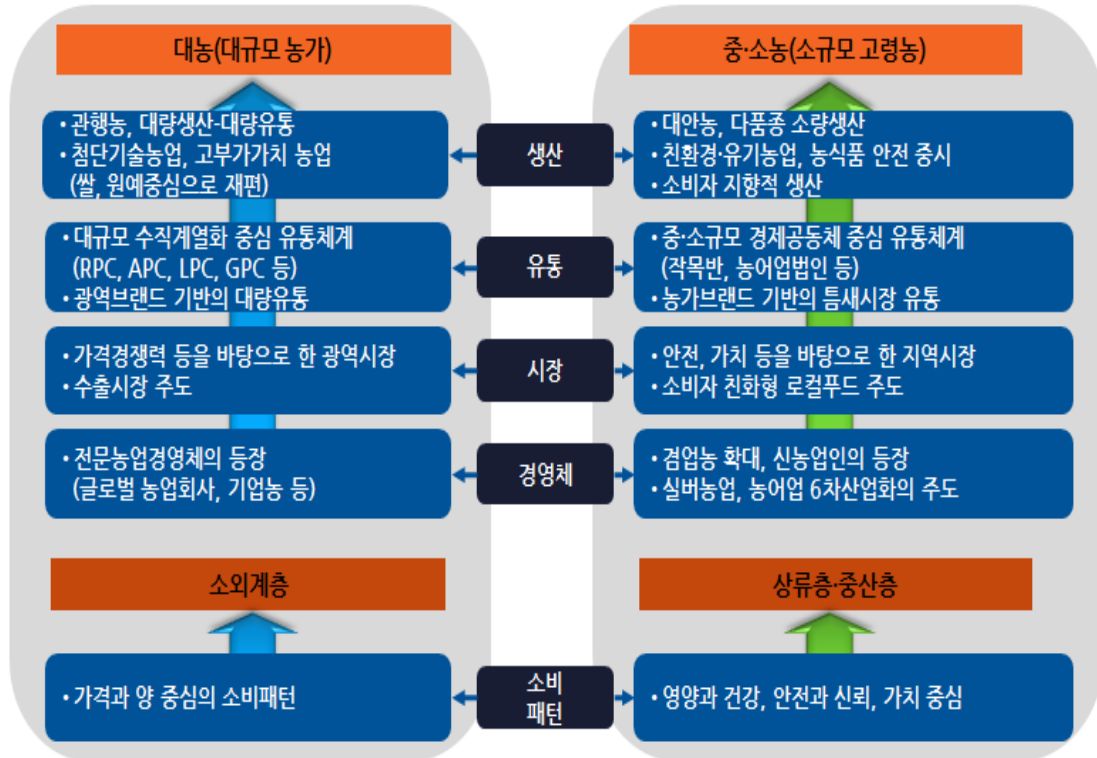 대농(대규모 농가)
중·소농(소규모 고령농)
• 관행농, 대량생산-대량유통
• 첨단기술농업, 고부가가치 농업
(쌀, 원예중심으로 재편)
생산
• 대안농, 다품종 소량생산
• 친환경·유기농업, 농식품 안전 중시
• 소비자 지향적 생산
• 대규모 수직계열화 중심 유통체계
(RPC, APC, LPC, GPC 등)
• 광역브랜드 기반의 대량유통
유통
• 중·소규모 경제공동체 중심 유통체계
(작목반, 농어업법인 등)
• 농가브랜드 기반의 틈새시장 유통
• 가격경쟁력 등을 바탕으로 한 광역시장
• 수출시장 주도
시장
• 안전, 가치 등을 바탕으로 한 지역시장
• 소비자 진화형 로컬푸드 주도
• 전문농업경영체의 등장
(글로벌 농업회사, 기업농 등)
경영체
• 겸업농 확대, 신농업인의 등장
• 실버농업, 농어업 6차산업화의 주도
소외계층
상류층·중산층
• 가격과 양 중심의 소비패턴
소비
패턴
• 영양과 건강, 안전과 신뢰, 가치 중심